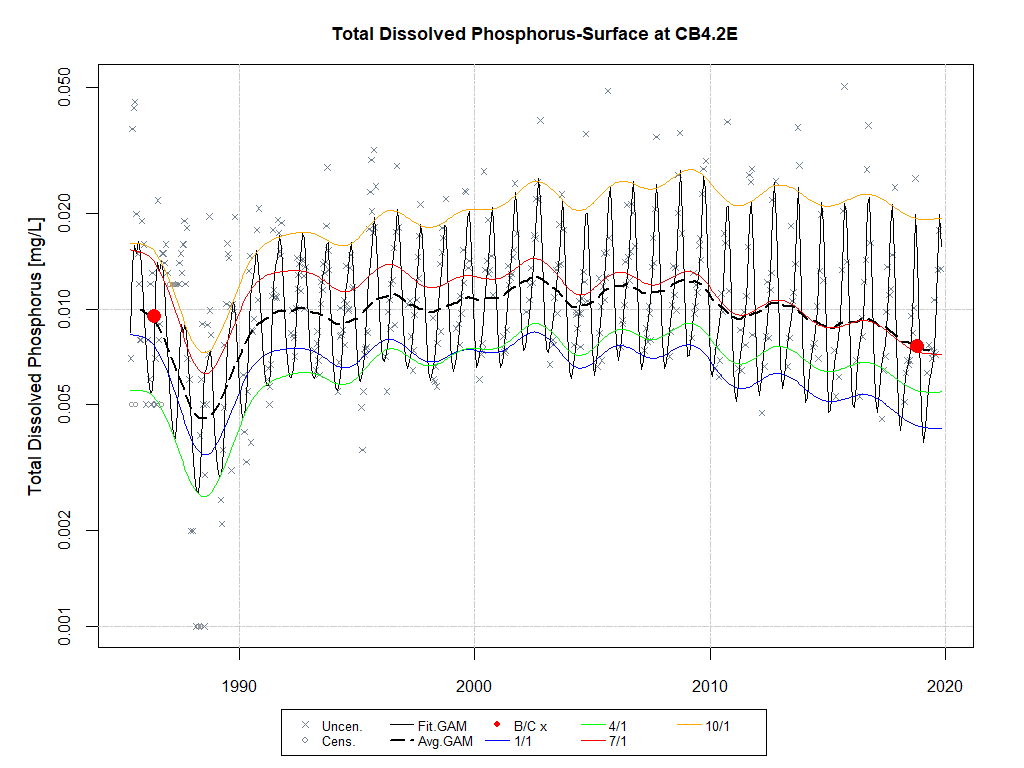 Total Dissolved Phosphorus-Surface at CB4.2E
Total Dissolved Phosphorus [mg/L]
0.050
0.020
0.010
0.005
0.002
0.001
1990 2000 2010 2020
Uncen. Fit.GAM B/C x 4/1 10/1
Cens. Avg.GAM 1/1 7/1